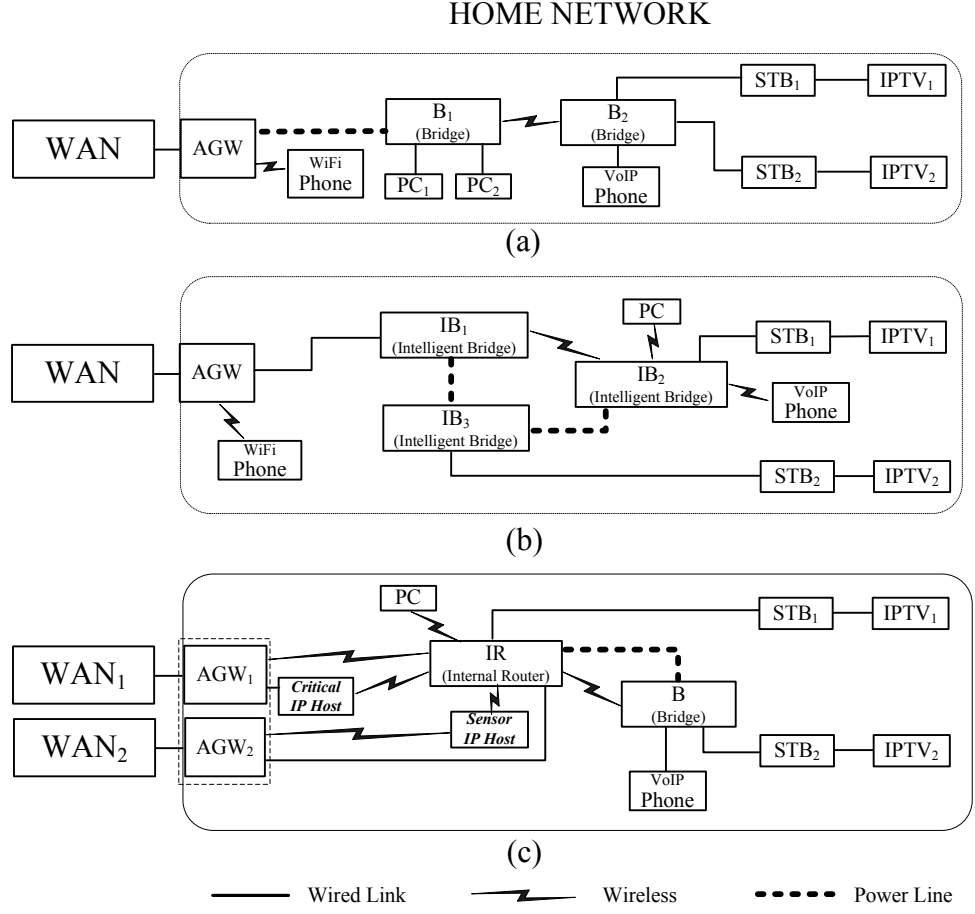 HOME NETWORK
WAN
AGW
WiFi
Phone
B₁
(Bridge)
PC₁
PC₂
B₂
(Bridge)
VoIP
Phone
STB₁
IPTV₁
STB₂
IPTV₂
(a)
WAN
AGW
WiFi
Phone
IB₁
(Intelligent Bridge)
IB₃
(Intelligent Bridge)
PC
IB₂
(Intelligent Bridge)
VoIP
Phone
STB₁
IPTV₁
STB₂
IPTV₂
(b)
WAN₁
WAN₂
AGW₁
AGW₂
Critical
IP Host
PC
IR
(Internal Router)
Sensor
IP Host
B
(Bridge)
VoIP
Phone
STB₁
IPTV₁
STB₂
IPTV₂
(c)
Wired Link
Wireless
Power Line